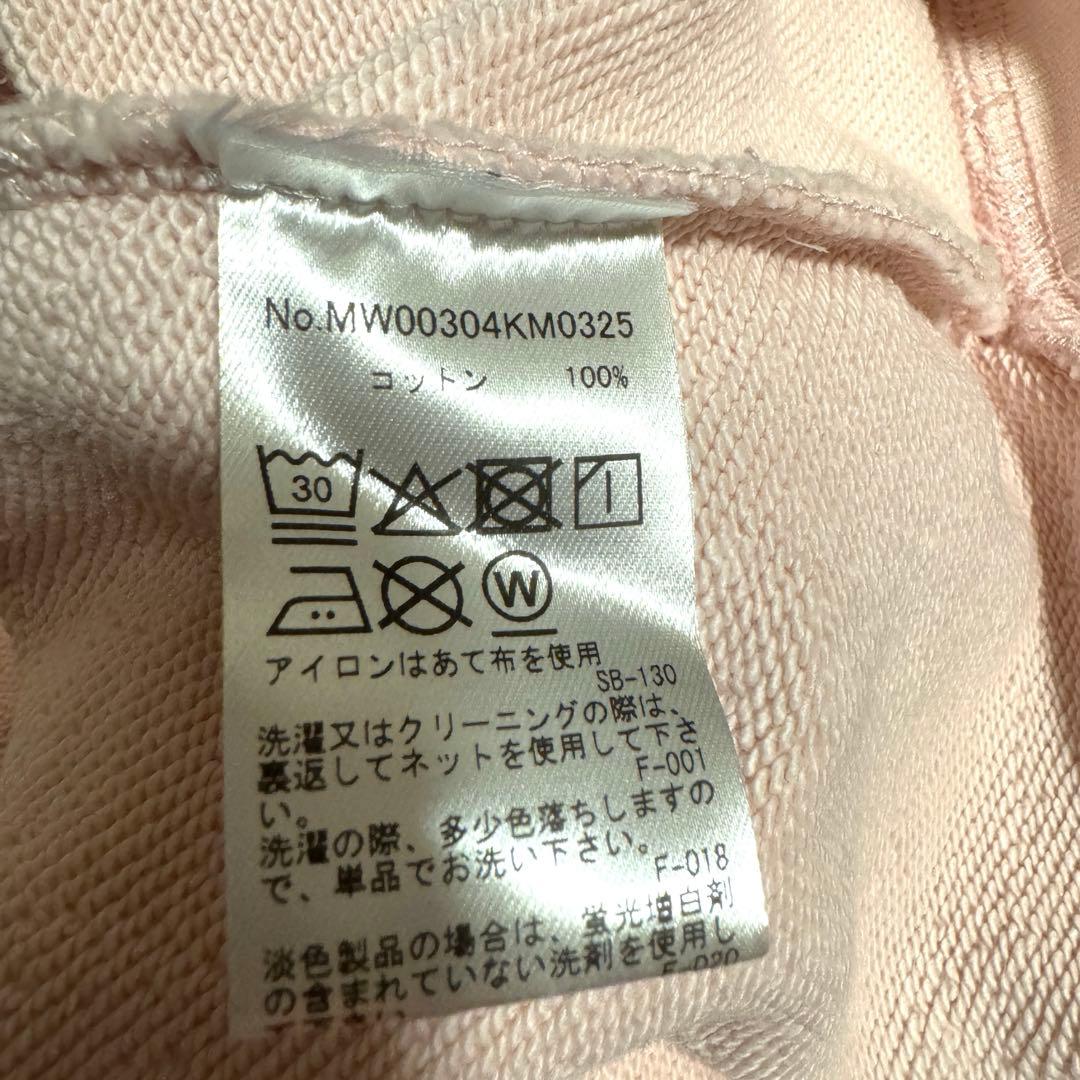 No.MW00304KM0325
コットン 100%
30
W
アイロンはあて布を使用
SB-130
洗濯又はクリーニングの際は、
裏返してネットを使用して下さ
い。
F-001
洗濯の際、多少色落ちしますの
で、単品でお洗い下さい。
F-018
淡色製品の場合は、蛍光増白剤
の含まれていない洗剤を使用し
F-020